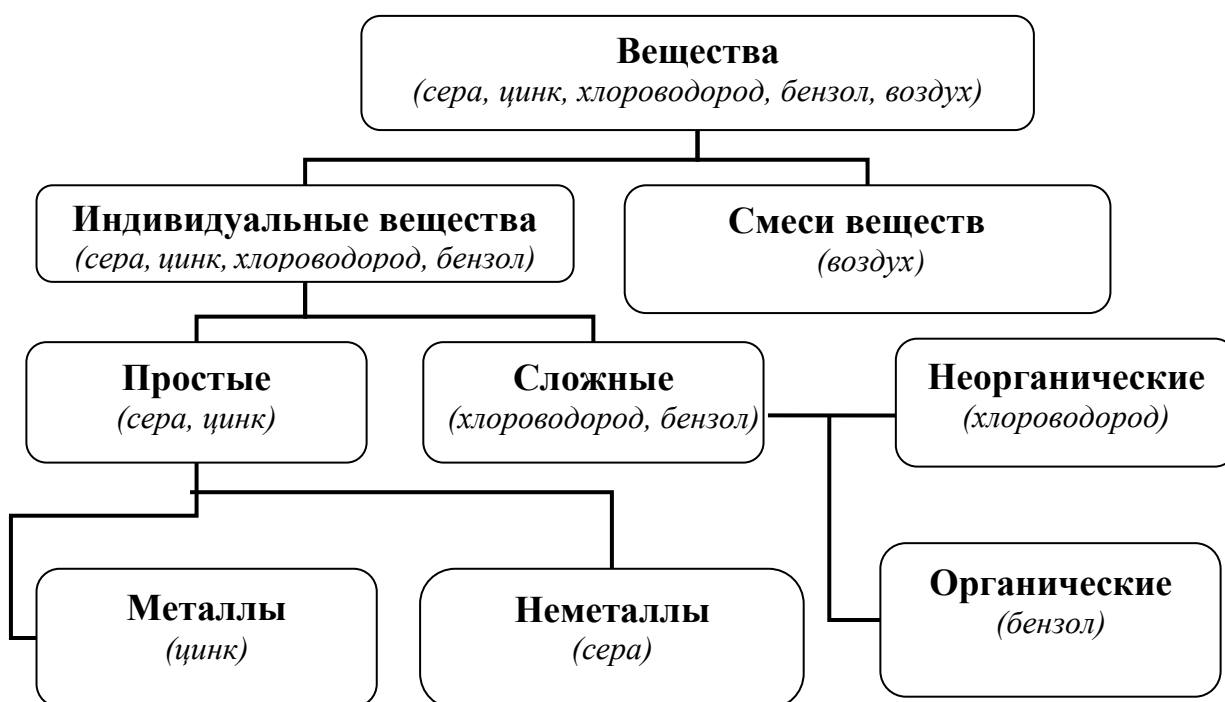 Вещества
(сера, цинк, хлороводород, бензол, воздух)
Индивидуальные вещества
(сера, цинк, хлороводород, бензол)
Смеси веществ
(воздух)
Простые
(сера, цинк)
Сложные
(хлороводород, бензол)
Неорганические
(хлороводород)
Металлы
(цинк)
Неметаллы
(сера)
Органические
(бензол)